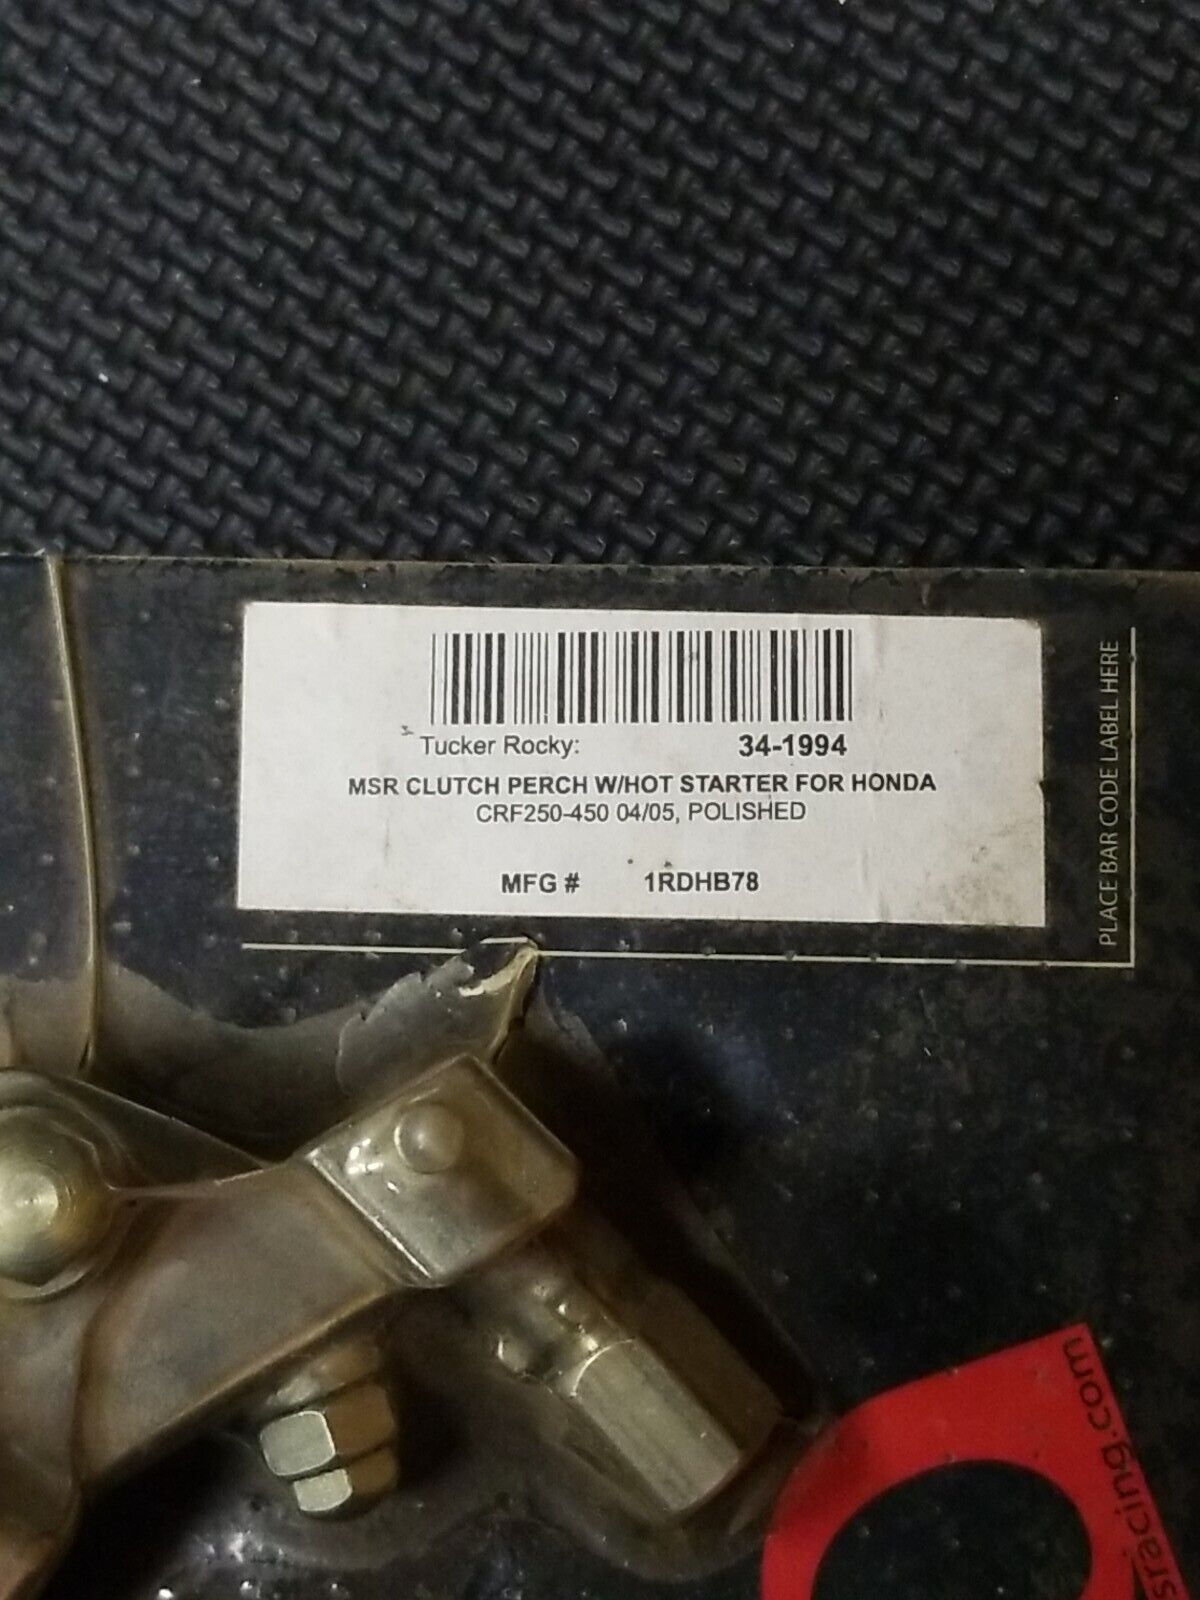 Tucker Rocky: 34-1994
MSR CLUTCH PERCH W/HOT STARTER FOR HONDA
CRF250-450 04/05, POLISHED
MFG # 1RDHB78
PLACE BAR CODE LABEL HERE
sracing.com